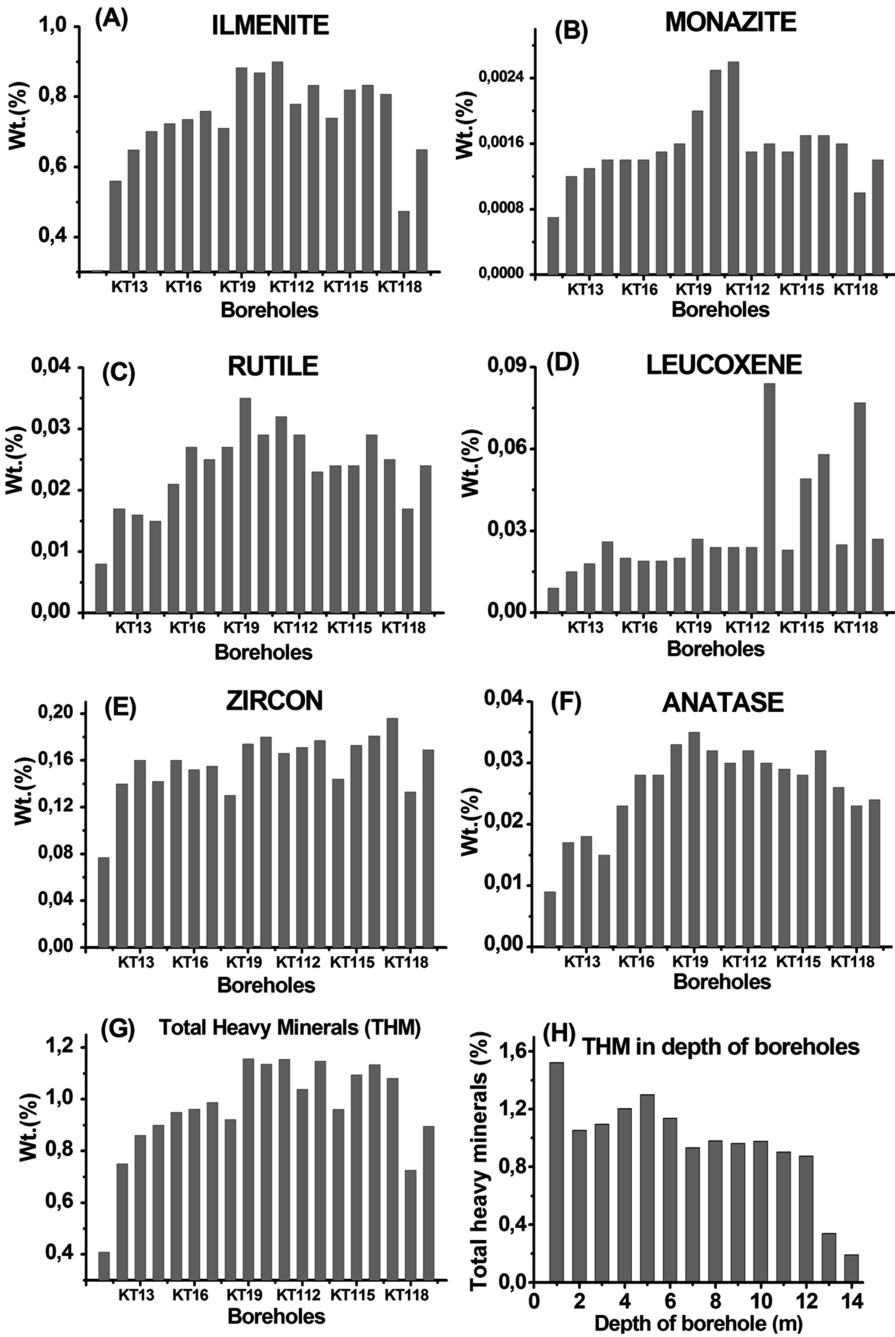 (A)
ILMENITE
Wt.(%)
1,0
0,8
0,6
0,4
KT13 KT16 KT19 KT112 KT115 KT118
Boreholes
(B)
MONAZITE
Wt.(%)
0,0024
0,0016
0,0008
0,0000
KT13 KT16 KT19 KT112 KT115 KT118
Boreholes
(C)
RUTILE
Wt.(%)
0,04
0,03
0,02
0,01
0,00
KT13 KT16 KT19 KT112 KT115 KT118
Boreholes
(D)
LEUCOXENE
Wt.(%)
0,09
0,06
0,03
0,00
KT13 KT16 KT19 KT112 KT115 KT118
Boreholes
(E)
ZIRCON
Wt.(%)
0,20
0,16
0,12
0,08
0,04
0,00
KT13 KT16 KT19 KT112 KT115 KT118
Boreholes
(F)
ANATASE
Wt.(%)
0,04
0,03
0,02
0,01
0,00
KT13 KT16 KT19 KT112 KT115 KT118
Boreholes
(G)
Total Heavy Minerals (THM)
Wt.(%)
1,2
1,0
0,8
0,6
0,4
KT13 KT16 KT19 KT112 KT115 KT118
Boreholes
(H)
THM in depth of boreholes
Total heavy minerals (%)
1,6
1,2
0,8
0,4
0,0
0 2 4 6 8 10 12 14
Depth of borehole (m)